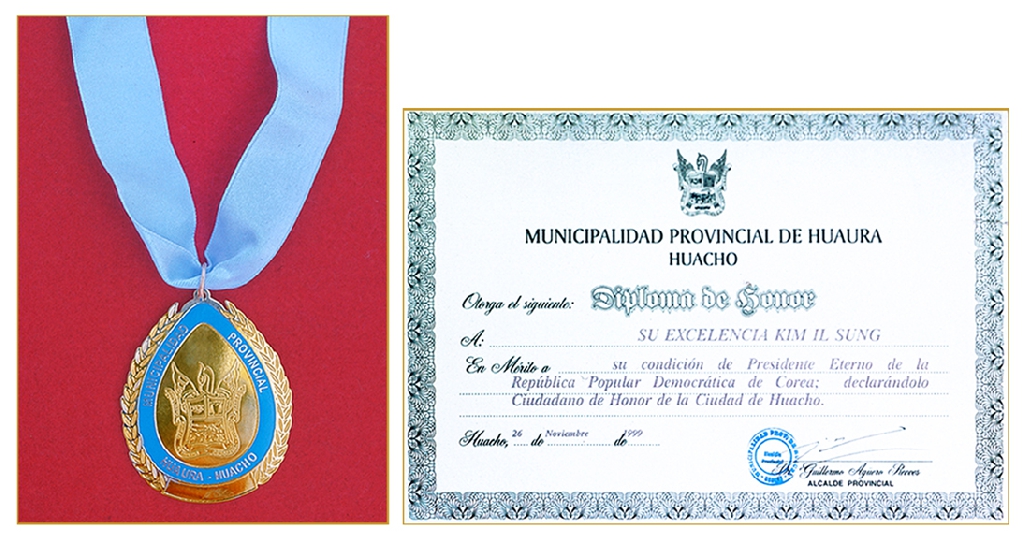 MUNICIPALIDAD
PROVINCIAL
HUAURA - HUACHO
MUNICIPALIDAD PROVINCIAL DE HUAURA
HUACHO
Otorga el siguiente: Diploma de Honor
A: SU EXCELENCIA KIM IL SUNG
En Mérito a su condición de Presidente Eterno de la
República Popular Democrática de Corea; declarándolo
Ciudadano de Honor de la Ciudad de Huacho.
Huacho, 26 de Noviembre de 1999
Guillermo Aguero Reeves
ALCALDE PROVINCIAL